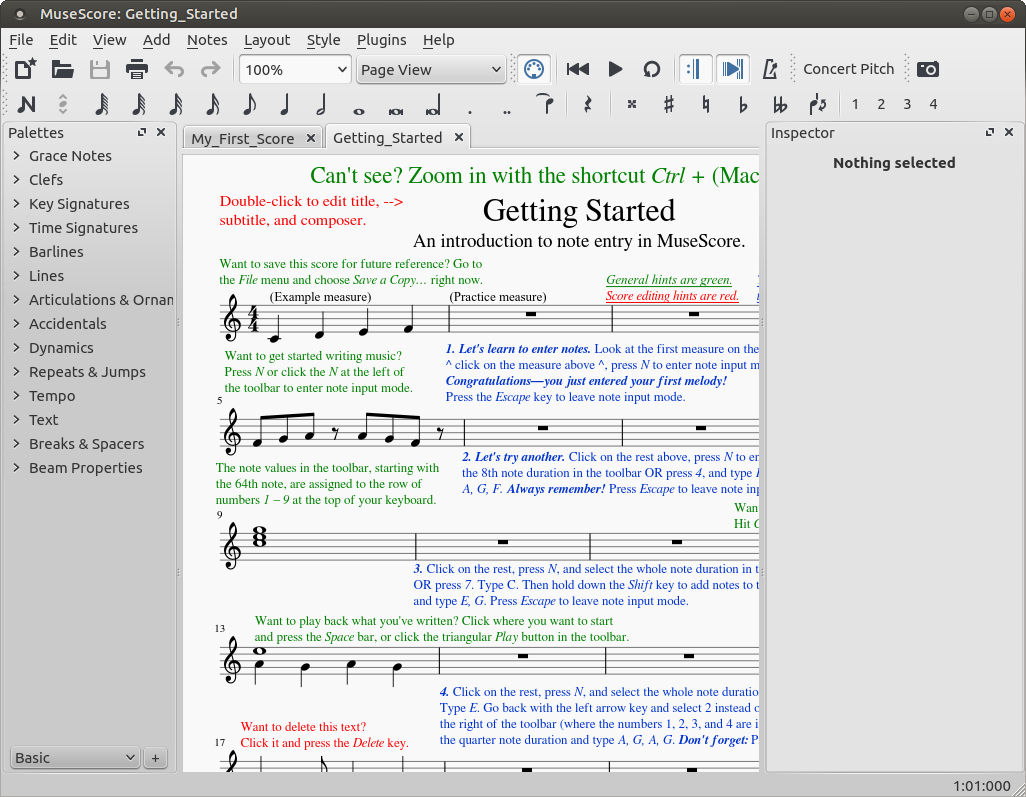 MuseScore: Getting_Started
File Edit View Add Notes Layout Style Plugins Help
100% Page View Concert Pitch
1 2 3 4
Palettes
Grace Notes
Clefs
Key Signatures
Time Signatures
Barlines
Lines
Articulations & Ornan
Accidentals
Dynamics
Repeats & Jumps
Tempo
Text
Breaks & Spacers
Beam Properties
Basic +
My_First_Score Getting_Started
Can't see? Zoom in with the shortcut Ctrl + (Mac
Double-click to edit title, -->
subtitle, and composer.
Getting Started
An introduction to note entry in MuseScore.
Want to save this score for future reference? Go to
the File menu and choose Save a Copy... right now.
General hints are green.
Score editing hints are red.
(Example measure) (Practice measure)
4
4
1. Let's learn to enter notes. Look at the first measure on the
^ click on the measure above ^, press N to enter note input m
Congratulations—you just entered your first melody!
Press the Escape key to leave note input mode.
Want to get started writing music?
Press N or click the N at the left of
the toolbar to enter note input mode.
5
2. Let's try another. Click on the rest above, press N to en
the 8th note duration in the toolbar OR press 4, and type
A, G, F. Always remember! Press Escape to leave note inp
The note values in the toolbar, starting with
the 64th note, are assigned to the row of
numbers 1 – 9 at the top of your keyboard.
Wan
Hit
9
3. Click on the rest, press N, and select the whole note duration in t
OR press 7. Type C. Then hold down the Shift key to add notes to t
and type E, G. Press Escape to leave note input mode.
Want to play back what you've written? Click where you want to start
and press the Space bar, or click the triangular Play button in the toolbar.
13
4. Click on the rest, press N, and select the whole note duratio
Type E. Go back with the left arrow key and select 2 instead o
the right of the toolbar (where the numbers 1, 2, 3, and 4 are i
the quarter note duration and type A, G, A, G. Don't forget: P
Want to delete this text?
Click it and press the Delete key.
17
Inspector
Nothing selected
1:01:000